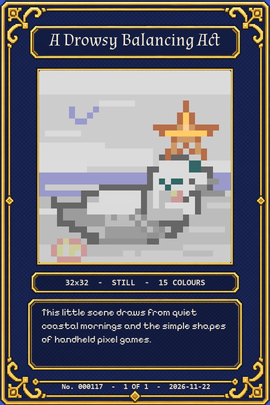 A Drowsy Balancing Act
32x32 - STILL - 15 COLOURS
This little scene draws from quiet
coastal mornings and the simple shapes
of handheld pixel games.
No. 000117 - 1 OF 1 - 2026-11-22